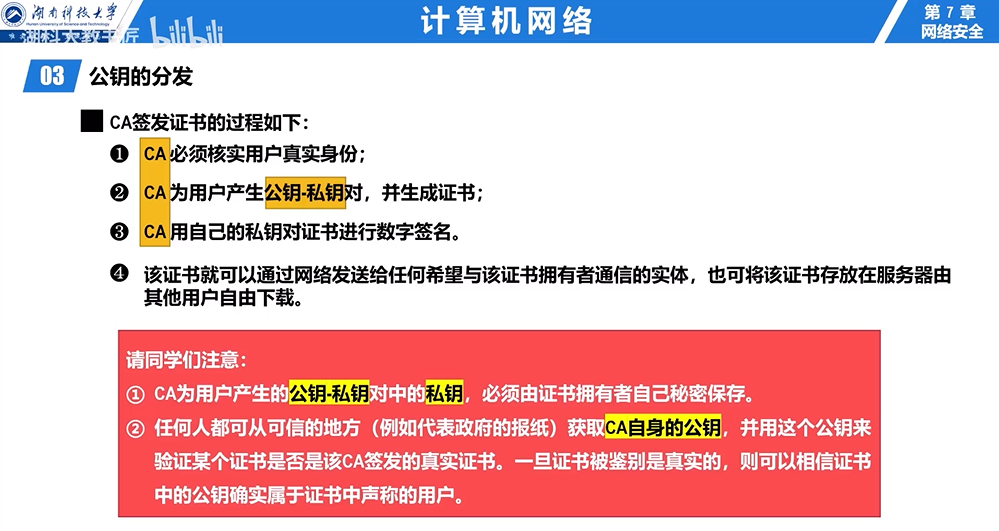 湖南科技大学
Hunan University of Science and Technology
计算机网络
第 7 章
网络安全
湖科大教书匠 bilibili
03 公钥的分发
CA签发证书的过程如下：
❶ CA必须核实用户真实身份；
❷ CA为用户产生公钥-私钥对，并生成证书；
❸ CA用自己的私钥对证书进行数字签名。
❹ 该证书就可以通过网络发送给任何希望与该证书拥有者通信的实体，也可将该证书存放在服务器由
其他用户自由下载。
请同学们注意：
① CA为用户产生的公钥-私钥对中的私钥，必须由证书拥有者自己秘密保存。
② 任何人都可从可信的地方（例如代表政府的报纸）获取CA自身的公钥，并用这个公钥来
验证某个证书是否是该CA签发的真实证书。一旦证书被鉴别是真实的，则可以相信证书
中的公钥确实属于证书中声称的用户。